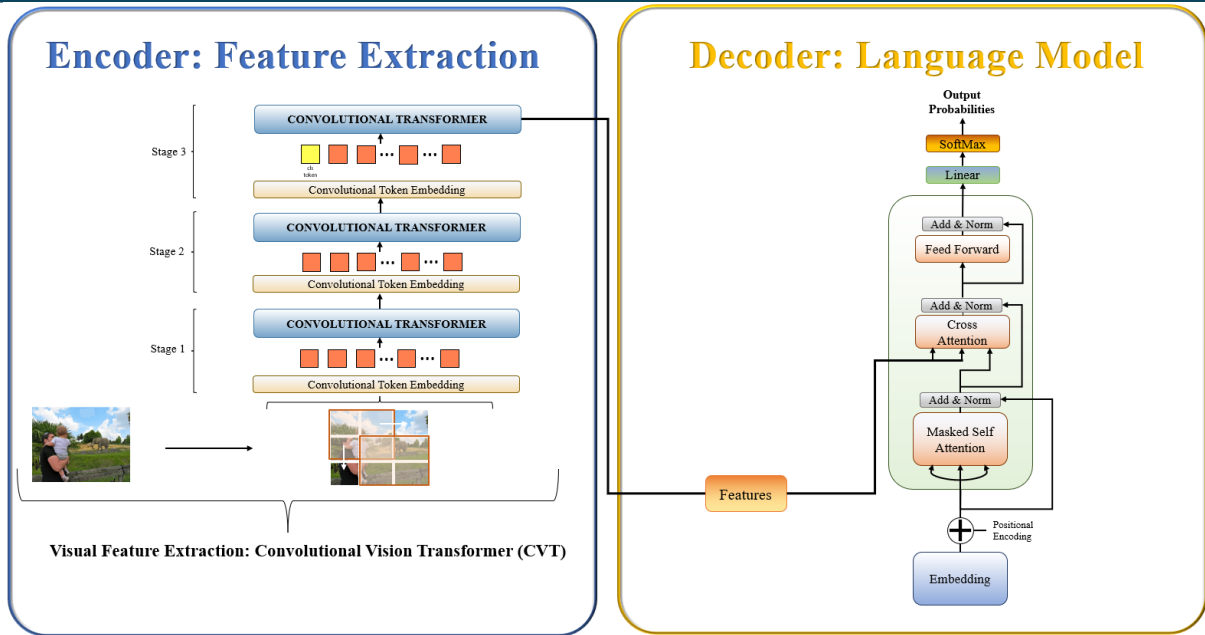 Encoder: Feature Extraction
CONVOLUTIONAL TRANSFORMER
Stage 3
cls
token
Convolutional Token Embedding
CONVOLUTIONAL TRANSFORMER
Stage 2
Convolutional Token Embedding
CONVOLUTIONAL TRANSFORMER
Stage 1
Convolutional Token Embedding
Visual Feature Extraction: Convolutional Vision Transformer (CVT)
Decoder: Language Model
Output
Probabilities
SoftMax
Linear
Add & Norm
Feed Forward
Add & Norm
Cross
Attention
Add & Norm
Masked Self
Attention
Features
Positional
Encoding
Embedding